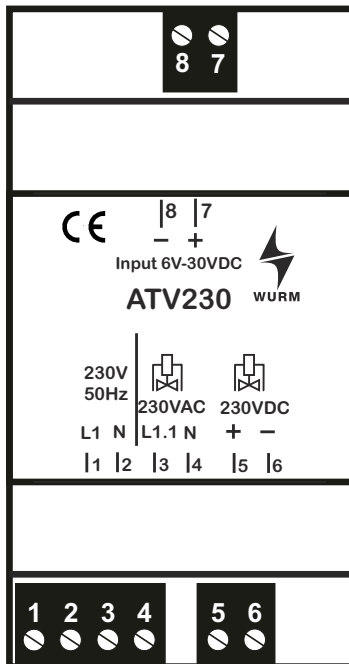 8 7
8 7
− +
Input 6V-30VDC
ATV230
WURM
CE
230V
50Hz
230VAC 230VDC
L1 N L1.1 N + −
1 2 3 4 5 6
1 2 3 4 5 6